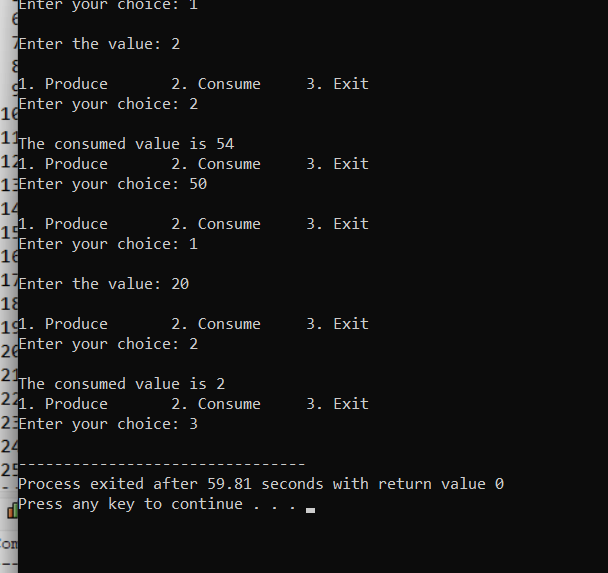 Enter your choice: 1
Enter the value: 2
1. Produce 2. Consume 3. Exit
Enter your choice: 2
The consumed value is 54
1. Produce 2. Consume 3. Exit
Enter your choice: 50
1. Produce 2. Consume 3. Exit
Enter your choice: 1
Enter the value: 20
1. Produce 2. Consume 3. Exit
Enter your choice: 2
The consumed value is 2
1. Produce 2. Consume 3. Exit
Enter your choice: 3
--------------------------------
Process exited after 59.81 seconds with return value 0
Press any key to continue . . .